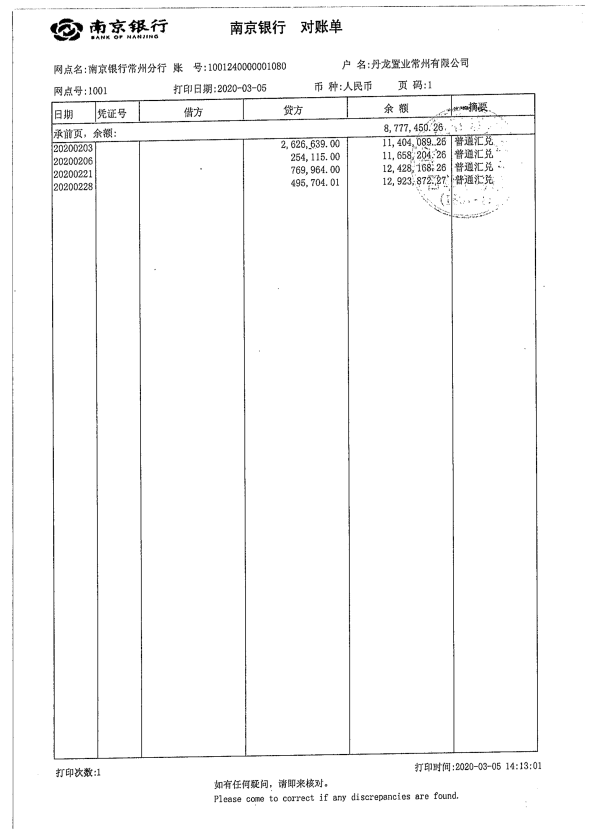 南京银行
BANK OF NANJING
南京银行 对账单
网点名:南京银行常州分行 账 号:1001240000001080 户 名:丹龙置业常州有限公司
网点号:1001 打印日期:2020-03-05 币 种:人民币 页 码:1
日期 凭证号 借方 贷方 余 额 摘要
承前页，余额: 8,777,450.26
20200203 2,626,639.00 11,404,089.26 普通汇兑
20200206 254,115.00 11,658,204.26 普通汇兑
20200221 769,964.00 12,428,168.26 普通汇兑
20200228 495,704.01 12,923,872.27 普通汇兑
打印次数:1 打印时间:2020-03-05 14:13:01
如有任何疑问，请即来核对。
Please come to correct if any discrepancies are found.